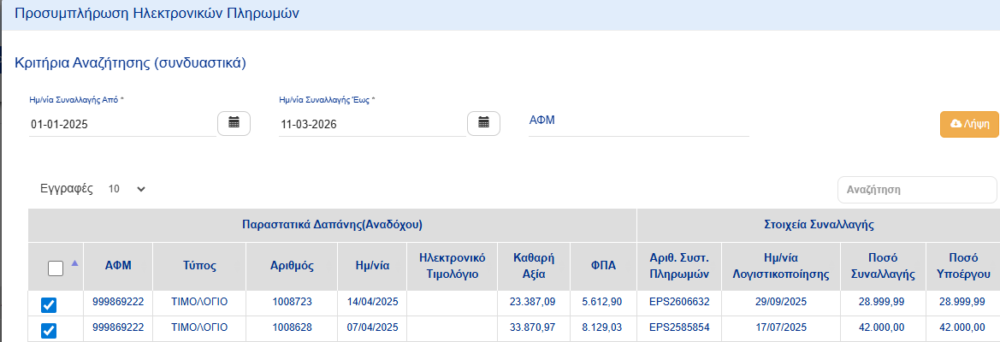 Προσυμπλήρωση Ηλεκτρονικών Πληρωμών
Κριτήρια Αναζήτησης (συνδυαστικά)
Ημ/νία Συναλλαγής Από * Ημ/νία Συναλλαγής Έως *
01-01-2025 11-03-2026 ΑΦΜ Λήψη
Εγγραφές 10 Αναζήτηση
Παραστατικά Δαπάνης(Αναδόχου) Στοιχεία Συναλλαγής
ΑΦΜ Τύπος Αριθμός Ημ/νία Ηλεκτρονικό Τιμολόγιο Καθαρή Αξία ΦΠΑ Αριθ. Συστ. Πληρωμών Ημ/νία Λογιστικοποίησης Ποσό Συναλλαγής Ποσό Υποέργου
999869222 ΤΙΜΟΛΟΓΙΟ 1008723 14/04/2025 23.387,09 5.612,90 EPS2606632 29/09/2025 28.999,99 28.999,99
999869222 ΤΙΜΟΛΟΓΙΟ 1008628 07/04/2025 33.870,97 8.129,03 EPS2585854 17/07/2025 42.000,00 42.000,00